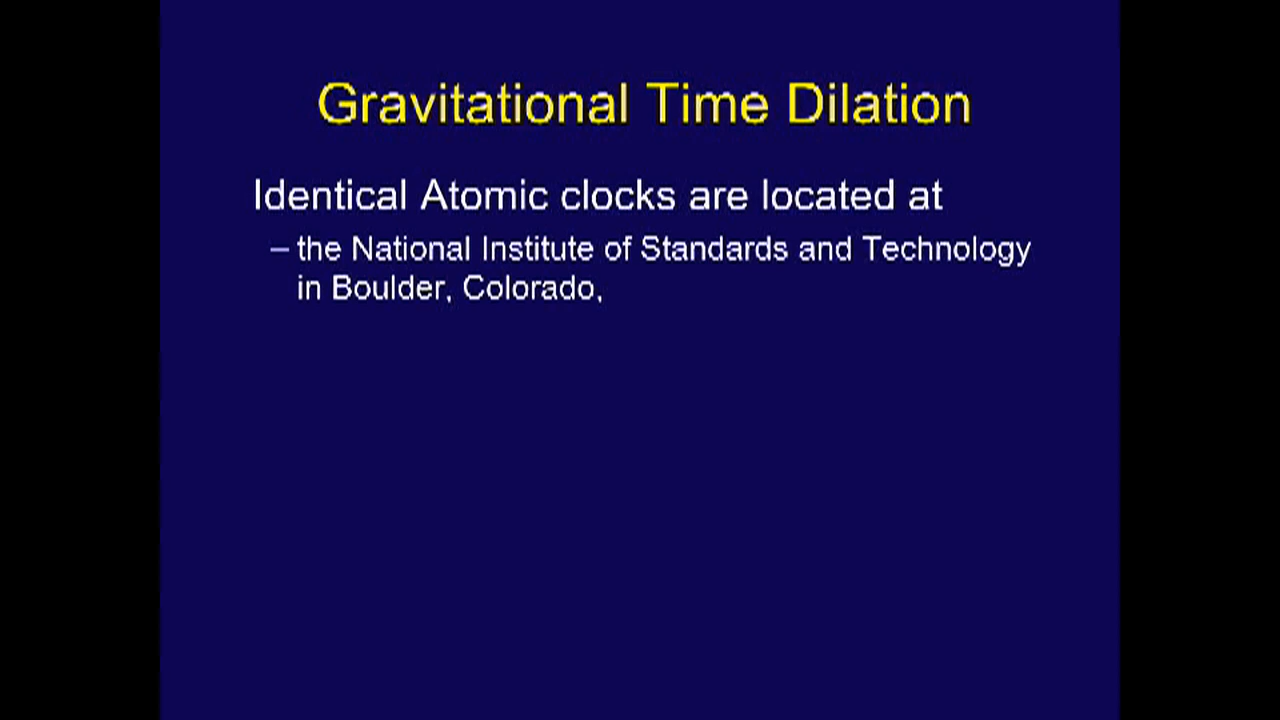 Gravitational Time Dilation
Identical Atomic clocks are located at
– the National Institute of Standards and Technology
in Boulder, Colorado,